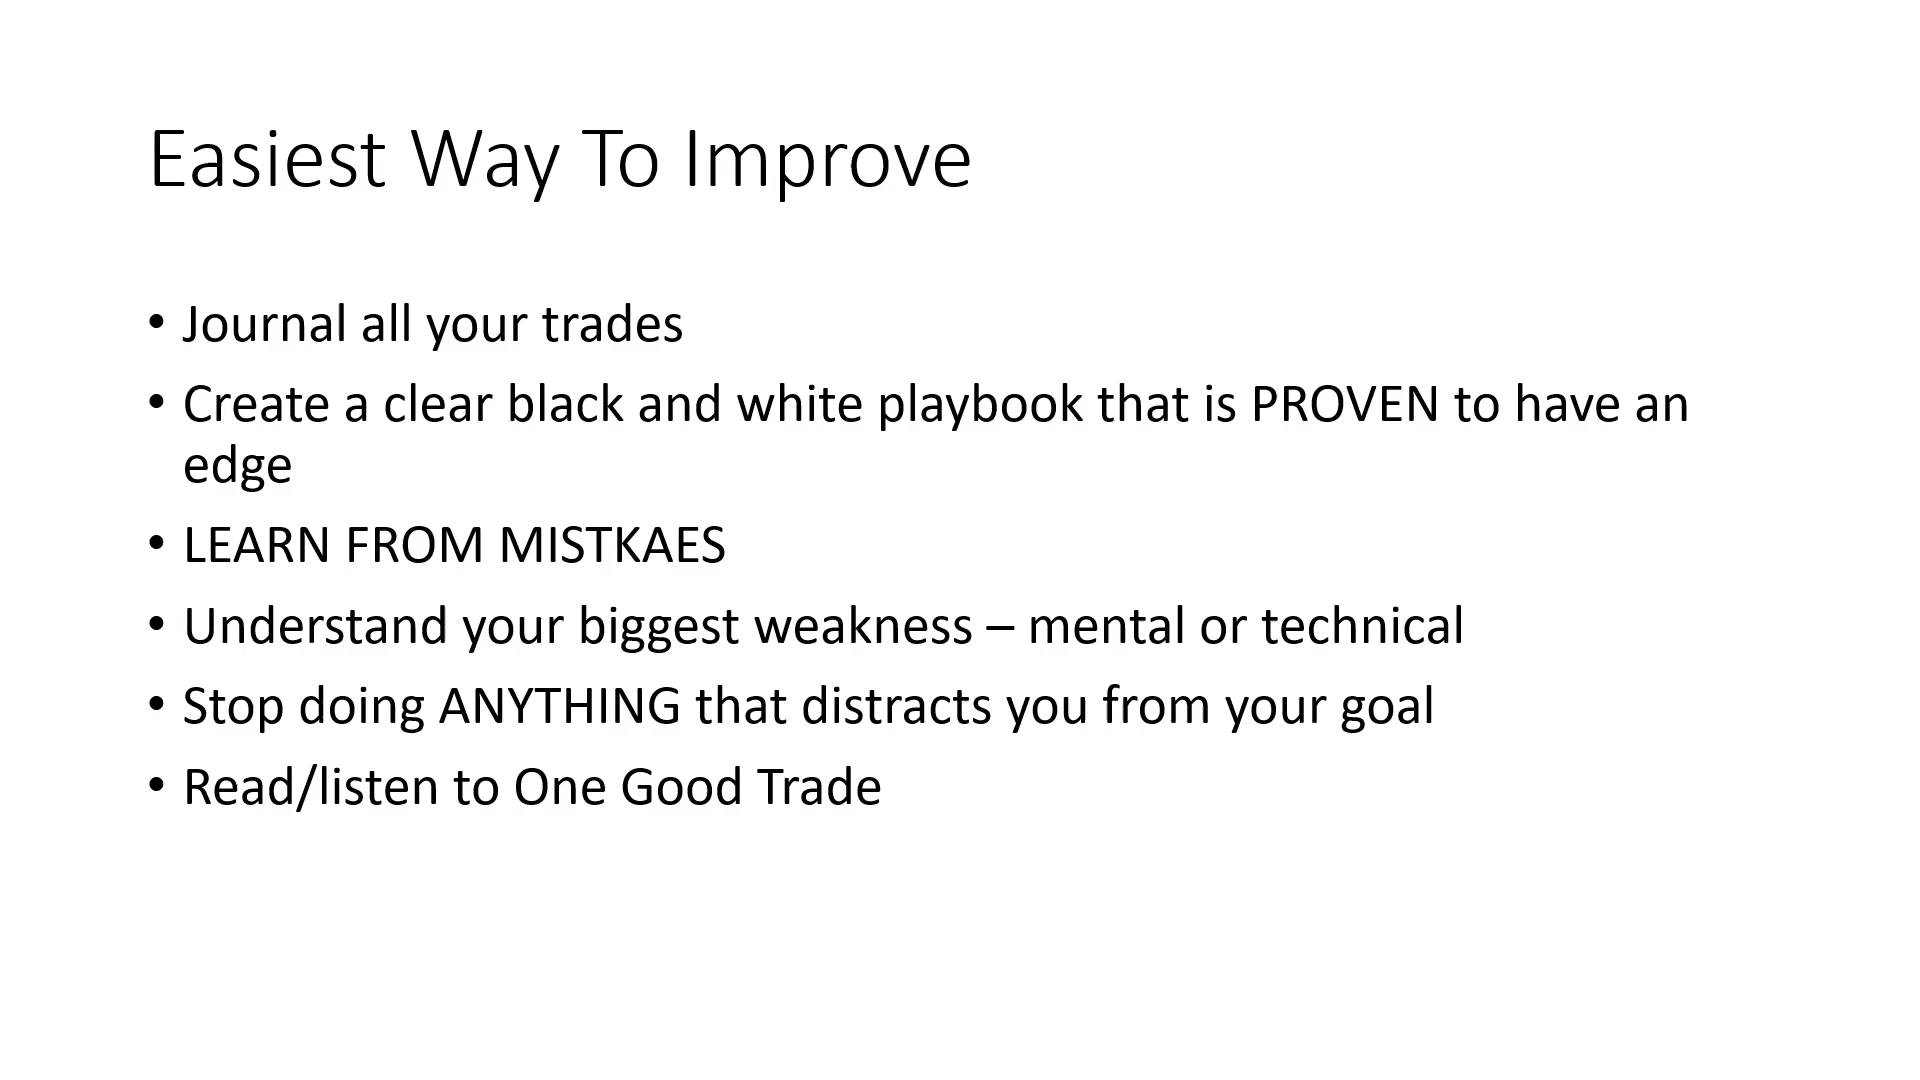 Easiest Way To Improve
• Journal all your trades
• Create a clear black and white playbook that is PROVEN to have an
edge
• LEARN FROM MISTKAES
• Understand your biggest weakness – mental or technical
• Stop doing ANYTHING that distracts you from your goal
• Read/listen to One Good Trade